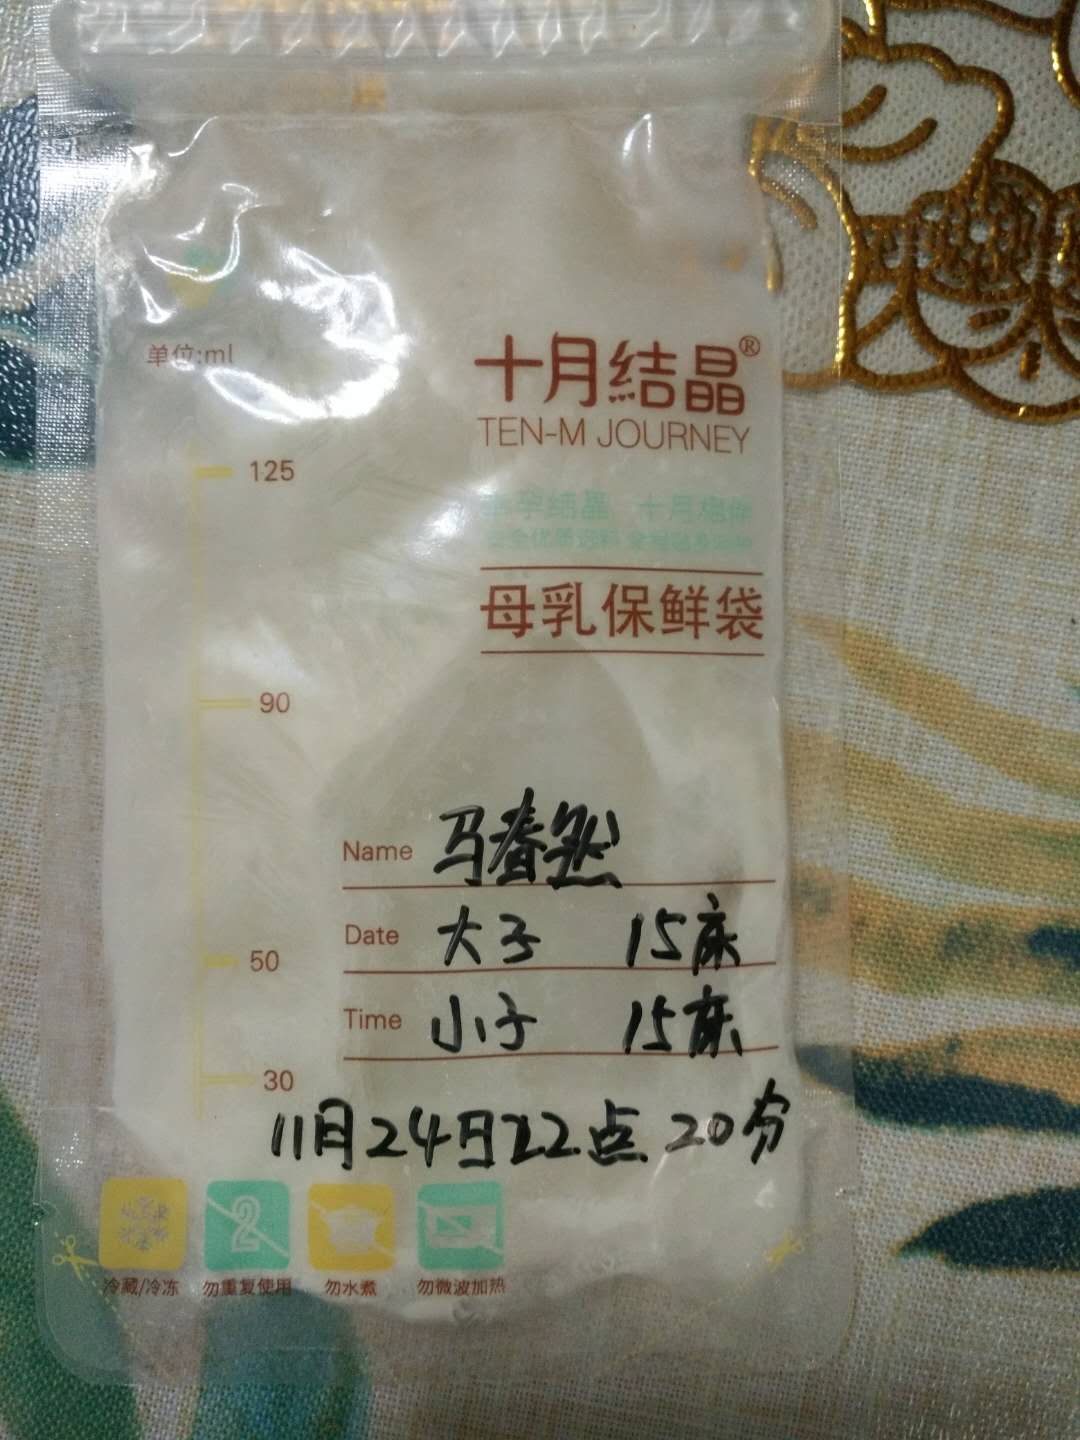 单位:ml
十月结晶®
TEN-M JOURNEY
125
母乳保鲜袋
90
Name 马春然
Date 大子 15床
50
Time 小子 15床
30
11月24日22点20分
2
冷藏/冷冻 勿重复使用 勿水煮 勿微波加热